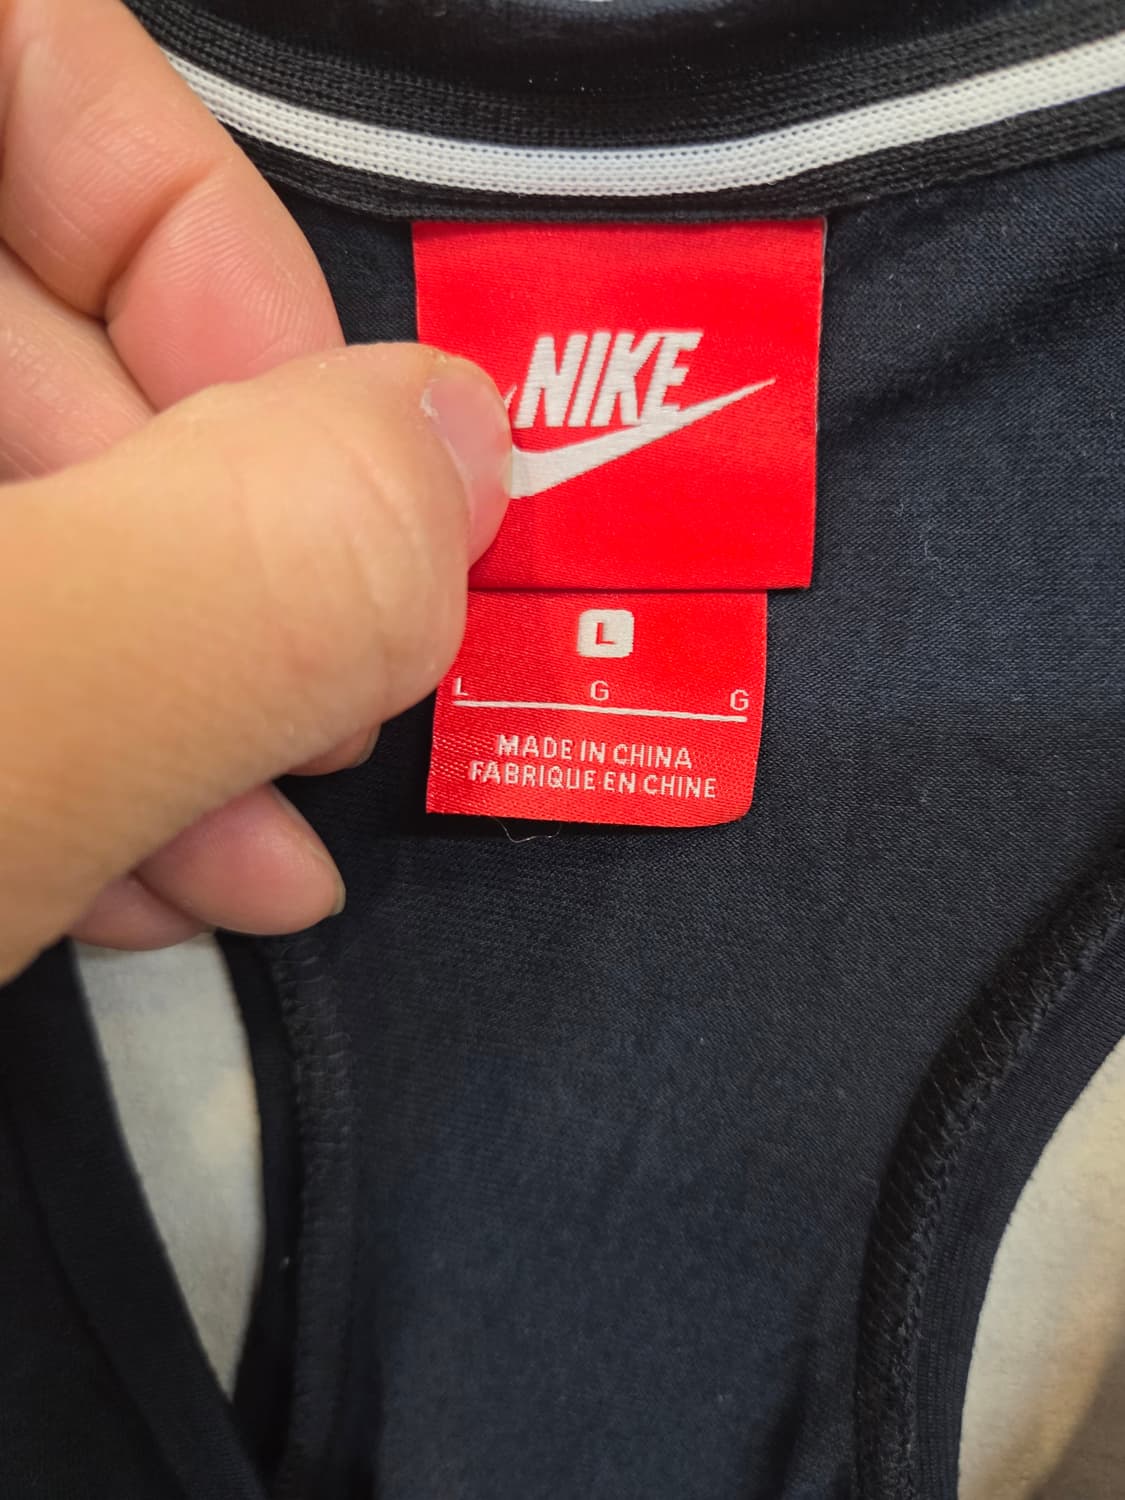 NIKE
L
L G G
MADE IN CHINA
FABRIQUE EN CHINE